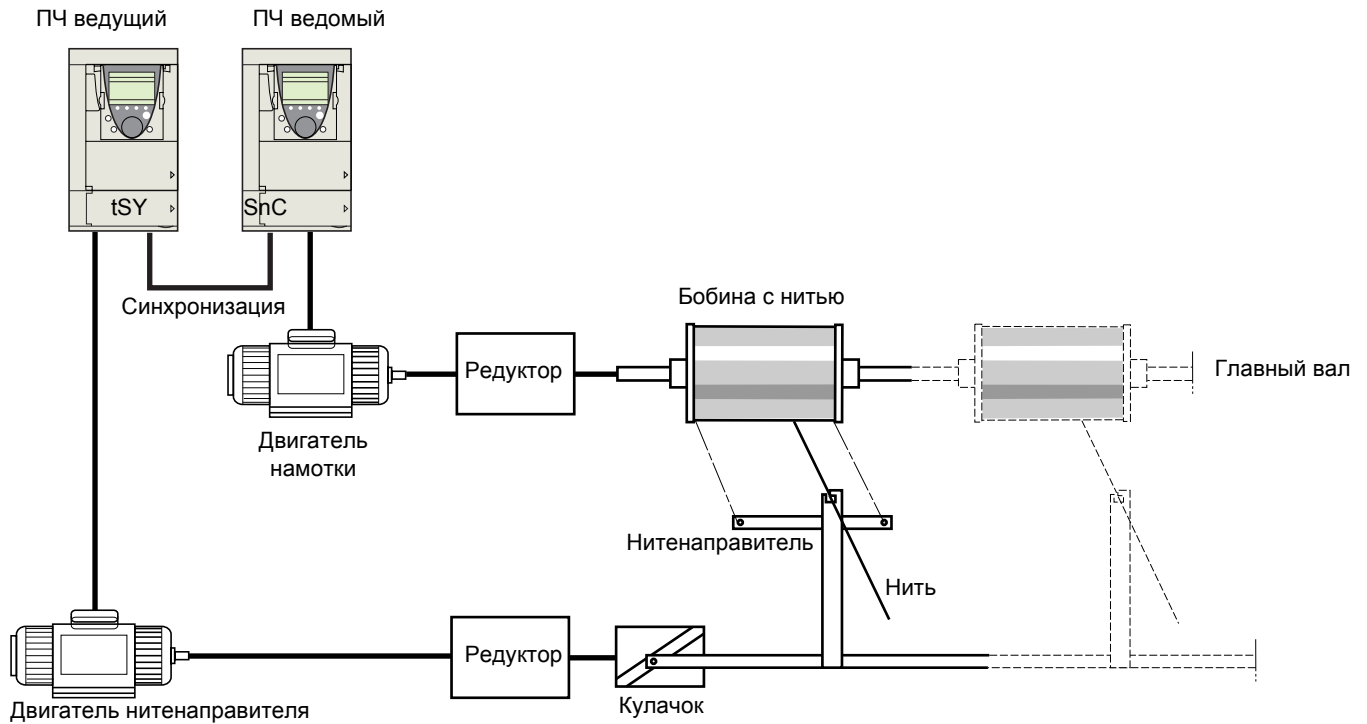 ПЧ ведущий
ПЧ ведомый
tSY
SnC
Синхронизация
Бобина с нитью
Редуктор
Главный вал
Двигатель
намотки
Нитенаправитель
Нить
Редуктор
Кулачок
Двигатель нитенаправителя